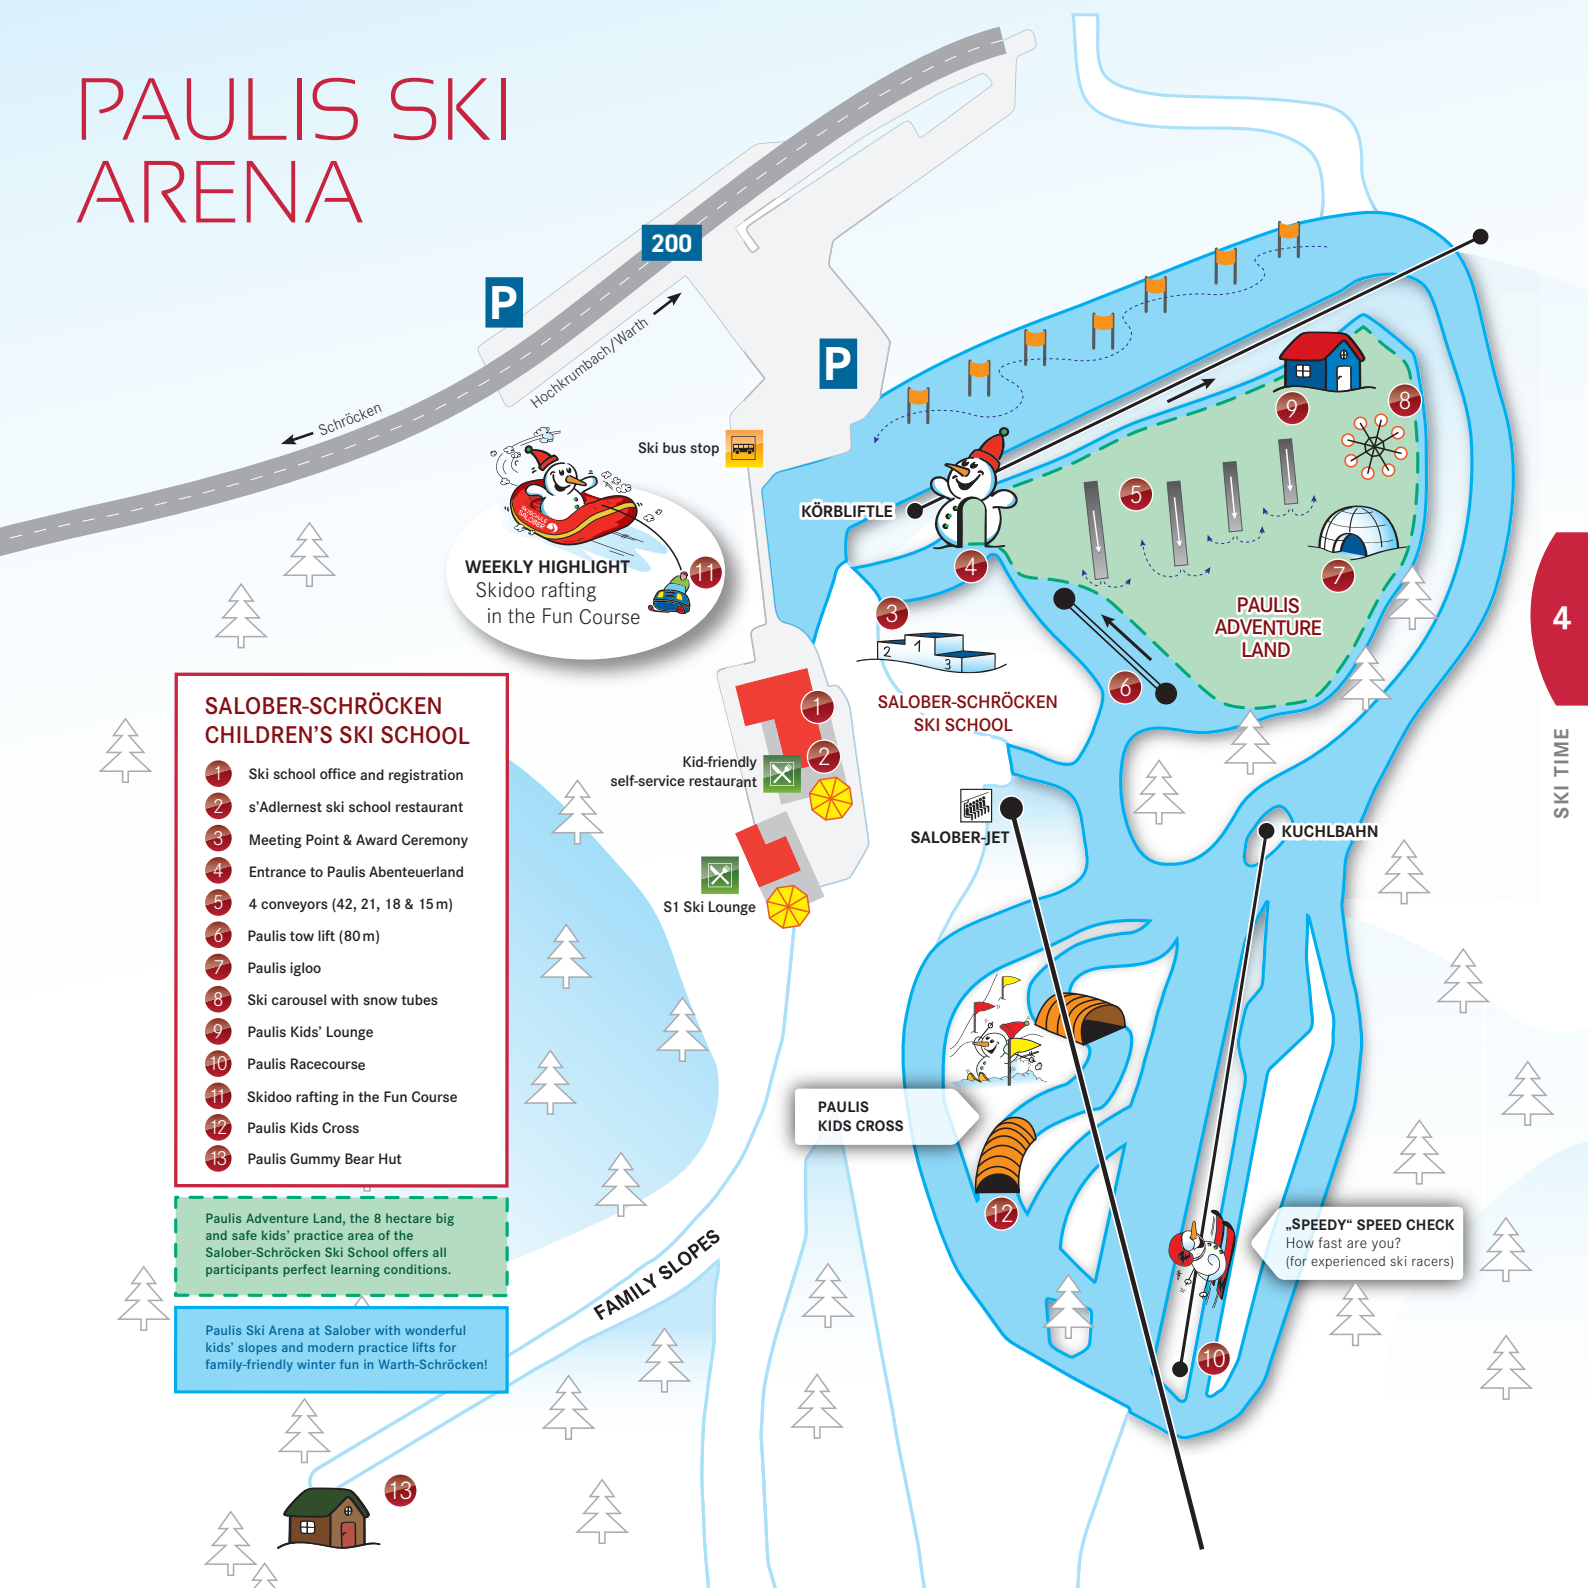 PAULIS SKI
ARENA
200
P
P
Hochkrumbach/Warth
Schröcken
Ski bus stop
SKISCHULE
SALOBER
WEEKLY HIGHLIGHT
Skidoo rafting
in the Fun Course
11
KÖRBLIFTLE
4
3
2
1
3
SALOBER-SCHRÖCKEN
SKI SCHOOL
5
6
7
8
9
PAULIS
ADVENTURE
LAND
4
SKI TIME
1
2
Kid-friendly
self-service restaurant
S1 Ski Lounge
SALOBER-JET
KUCHLBAHN
SALOBER-SCHRÖCKEN
CHILDREN'S SKI SCHOOL
1 Ski school office and registration
2 s'Adlernest ski school restaurant
3 Meeting Point & Award Ceremony
4 Entrance to Paulis Abenteuerland
5 4 conveyors (42, 21, 18 & 15 m)
6 Paulis tow lift (80 m)
7 Paulis igloo
8 Ski carousel with snow tubes
9 Paulis Kids' Lounge
10 Paulis Racecourse
11 Skidoo rafting in the Fun Course
12 Paulis Kids Cross
13 Paulis Gummy Bear Hut
Paulis Adventure Land, the 8 hectare big
and safe kids' practice area of the
Salober-Schröcken Ski School offers all
participants perfect learning conditions.
Paulis Ski Arena at Salober with wonderful
kids' slopes and modern practice lifts for
family-friendly winter fun in Warth-Schröcken!
PAULIS
KIDS CROSS
12
„SPEEDY“ SPEED CHECK
How fast are you?
(for experienced ski racers)
10
FAMILY SLOPES
13